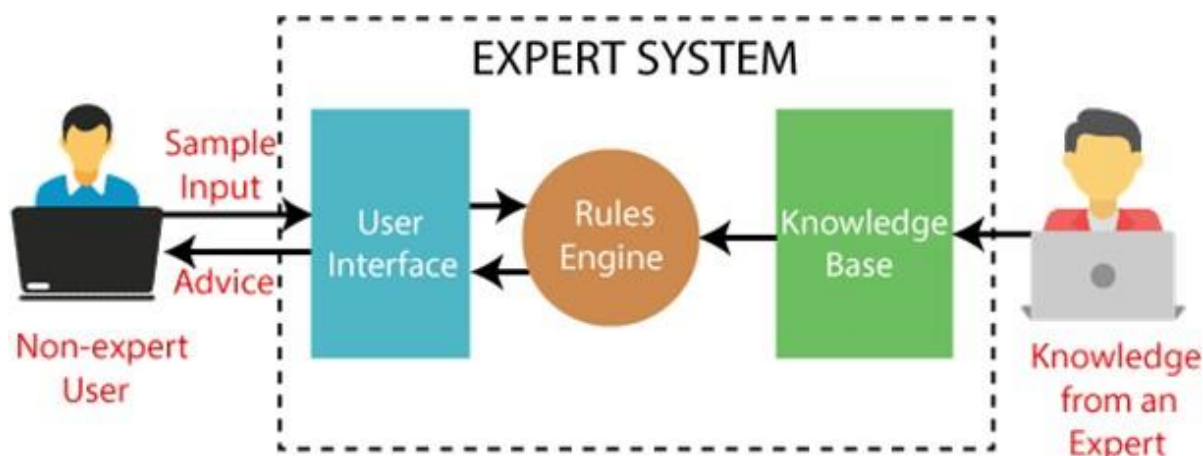 EXPERT SYSTEM
Sample
Input
Advice
Non-expert
User
User
Interface
Rules
Engine
Knowledge
Base
Knowledge
from an
Expert